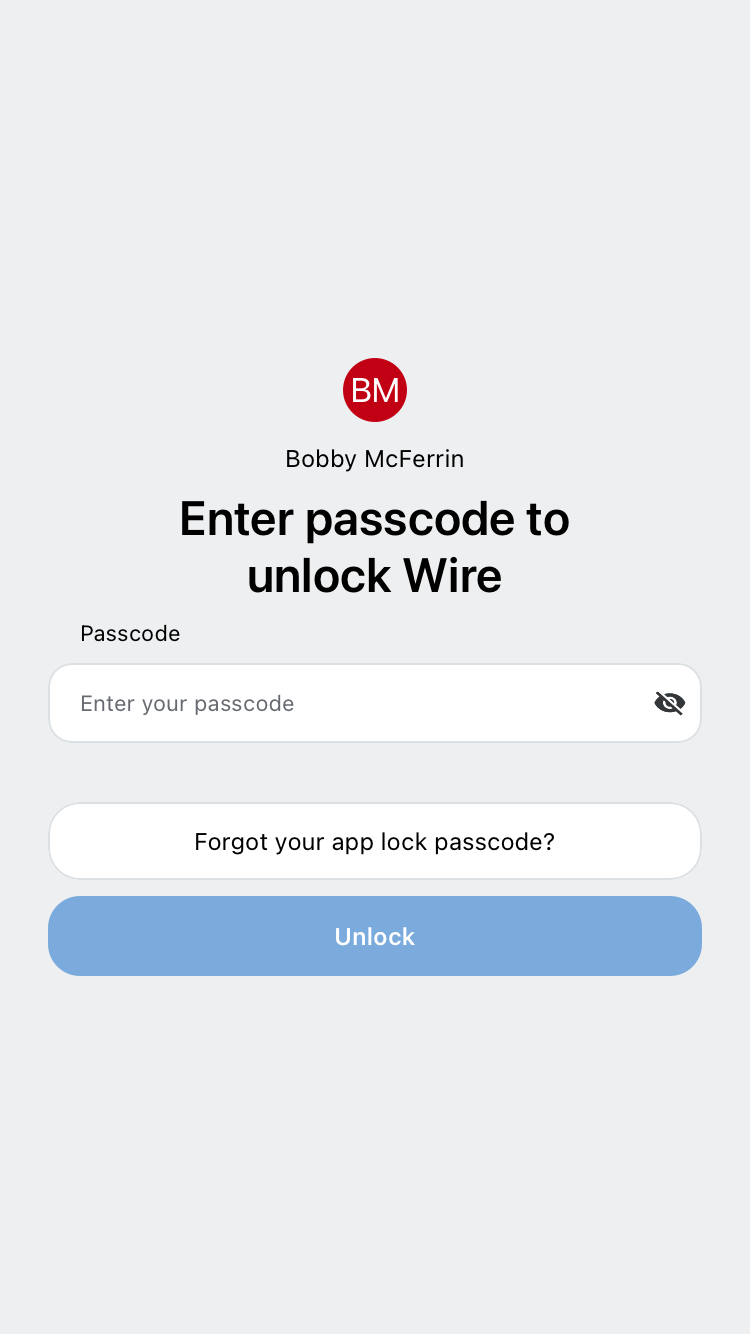 BM
Bobby McFerrin
Enter passcode to
unlock Wire
Passcode
Enter your passcode
Forgot your app lock passcode?
Unlock